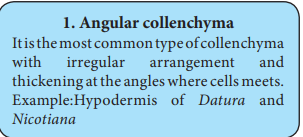 1. Angular collenchyma
It is the most common type of collenchyma
with irregular arrangement and
thickening at the angles where cells meets.
Example:Hypodermis of Datura and
Nicotiana